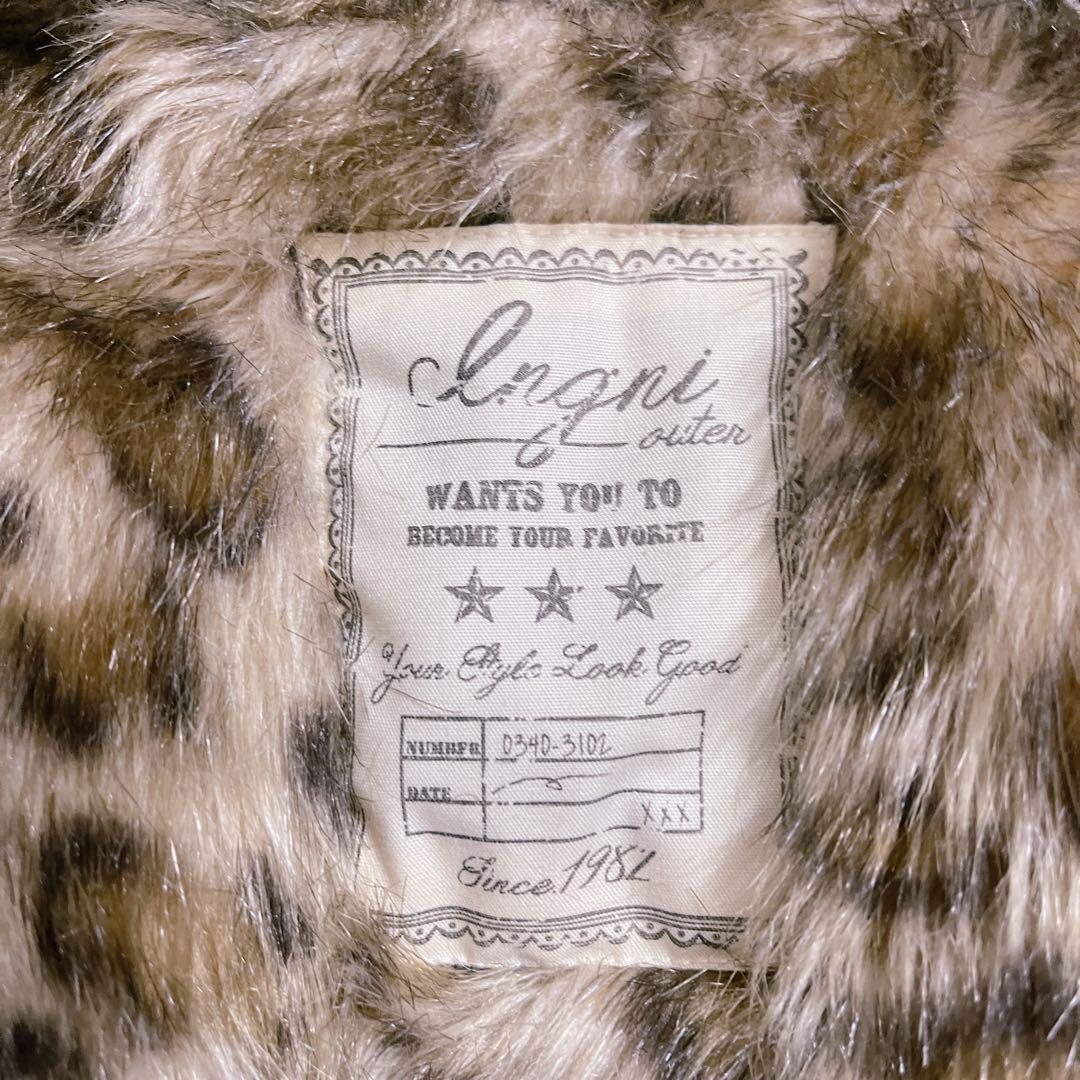 Ingni
outer
WANTS YOU TO
BECOME YOUR FAVORITE
Your Style Look Good
NUMBER 0340-3102
DATE
XXX
Since.1982